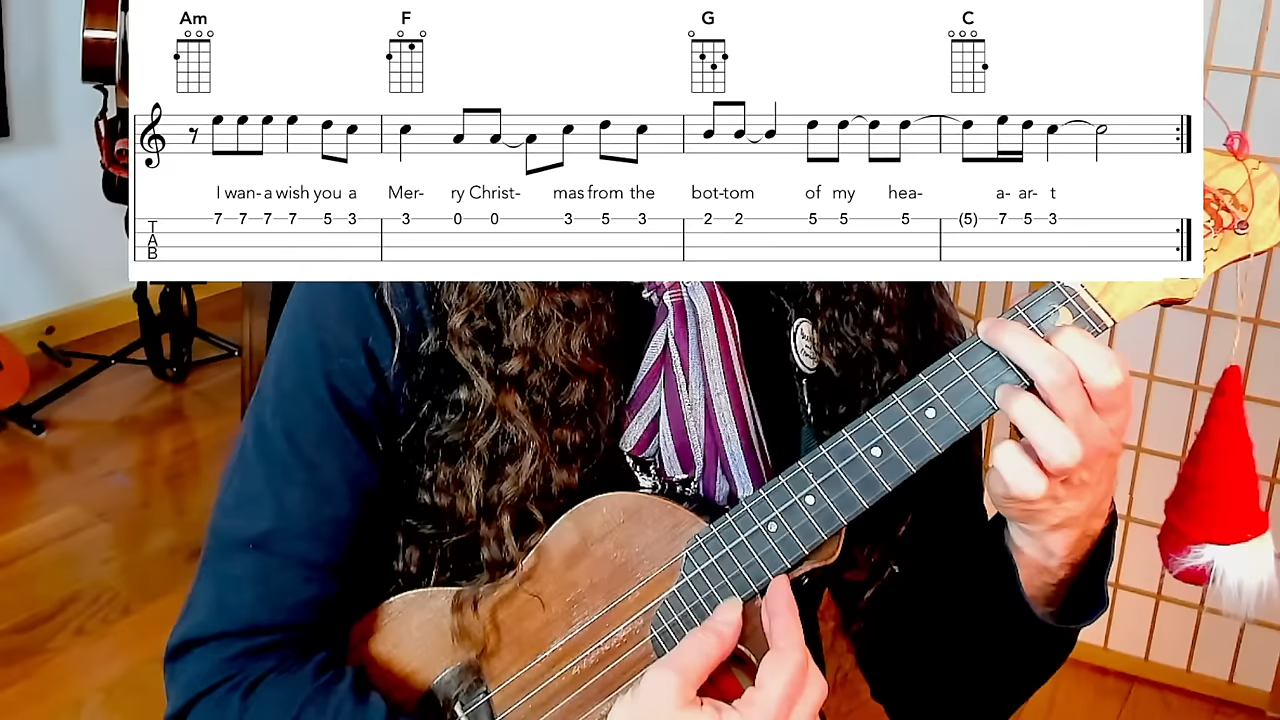 Am F G C
I wan- a wish you a Mer- ry Christ- mas from the bot- tom of my hea- a- ar- t
7 7 7 7 5 3 3 0 0 3 5 3 2 2 5 5 5 (5) 7 5 3
T
A
B